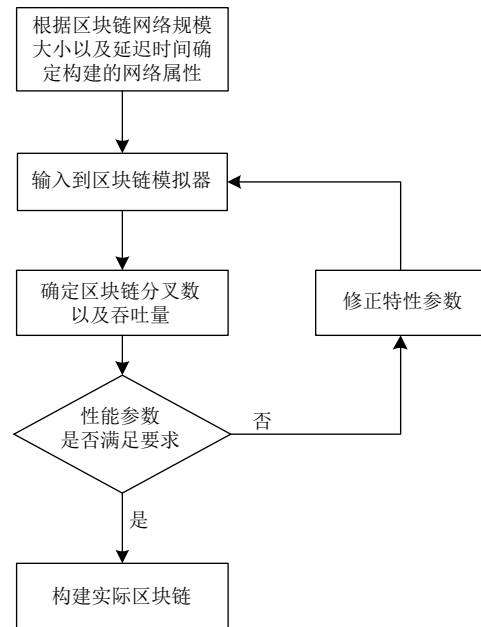 根据区块链网络规模
大小以及延迟时间确
定构建的网络属性
输入到区块链模拟器
确定区块链分叉数
以及吞吐量
修正特性参数
性能参数
是否满足要求
否
是
构建实际区块链